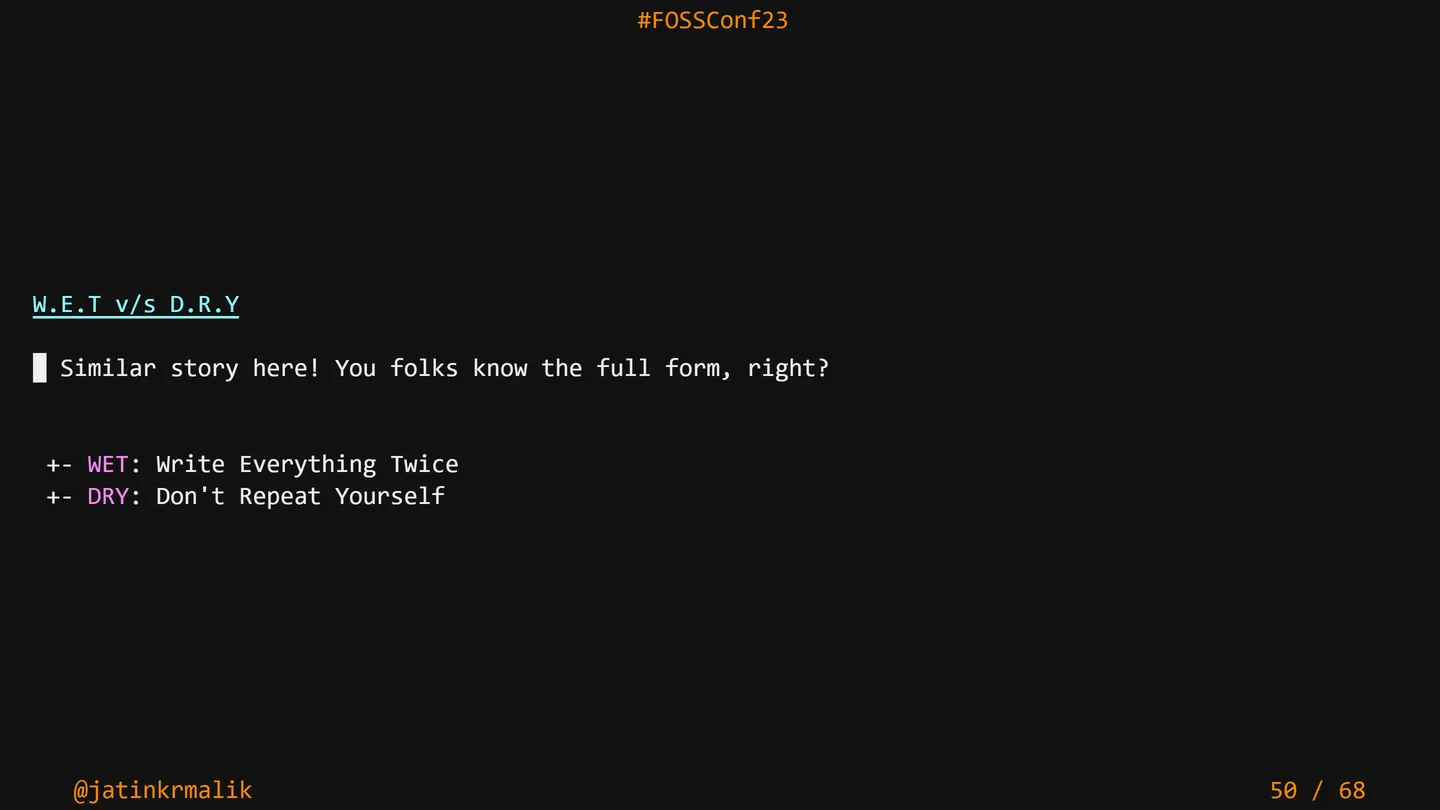 #FOSSConf23
W.E.T v/s D.R.Y
Similar story here! You folks know the full form, right?
+- WET: Write Everything Twice
+- DRY: Don't Repeat Yourself
@jatinkrmalik
50 / 68